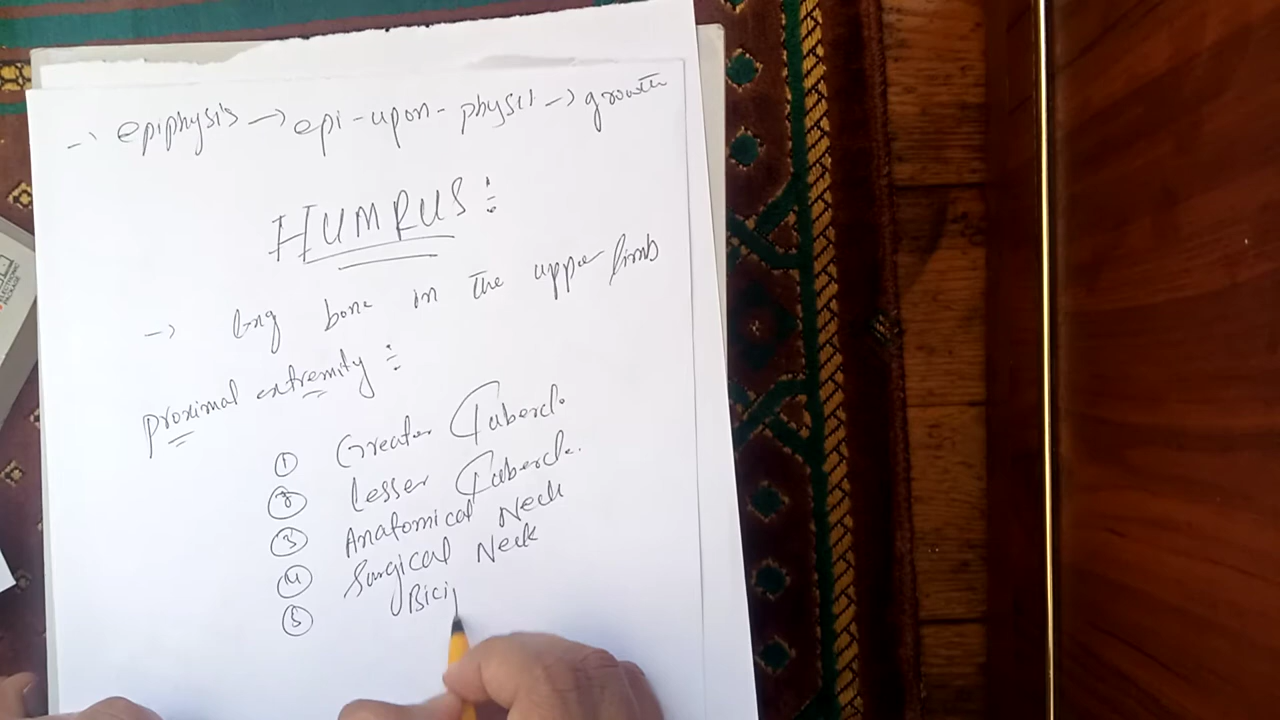 -> epiphysis -> epi-upon-physis -> growth
HUMRUS:
-> long bone in the upper limb
proximal extremity:
① Greater Tubercle
② lesser Tubercle.
③ Anatomical Neck
④ Surgical Neck
⑤ Bici